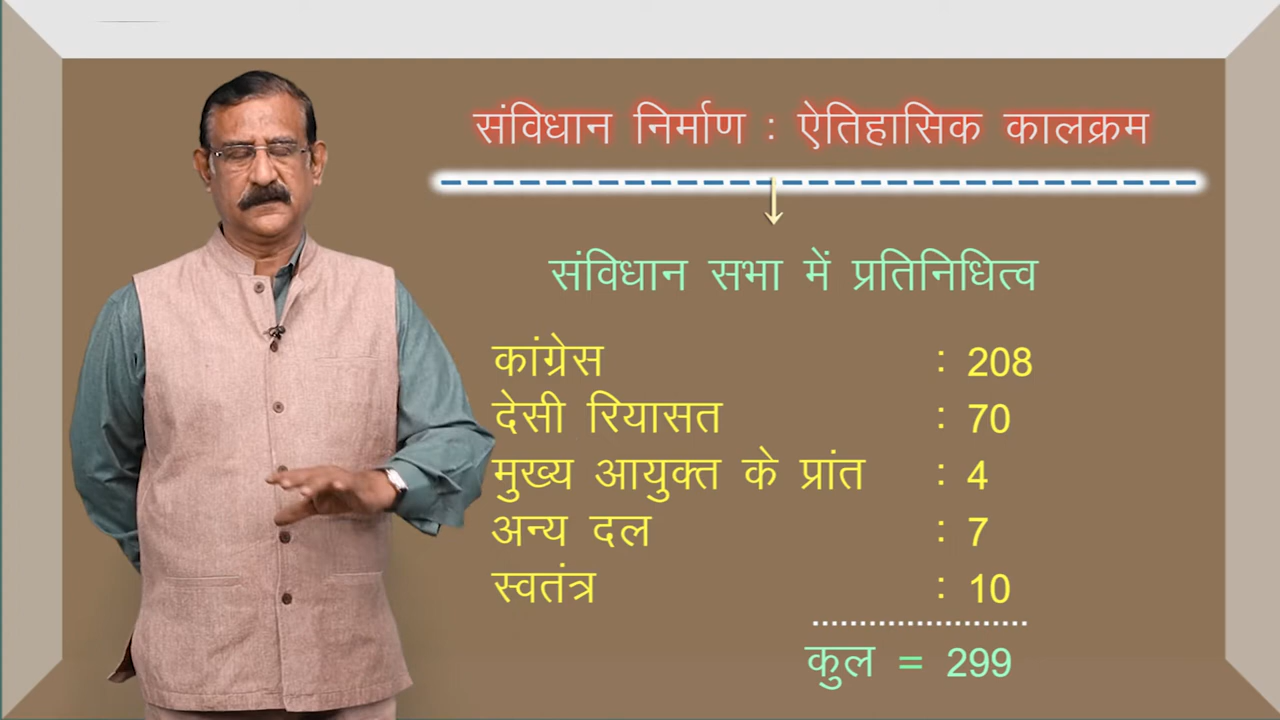 संविधान निर्माण : ऐतिहासिक कालक्रम
संविधान सभा में प्रतिनिधित्व
कांग्रेस : 208
देसी रियासत : 70
मुख्य आयुक्त के प्रांत : 4
अन्य दल : 7
स्वतंत्र : 10
कुल = 299